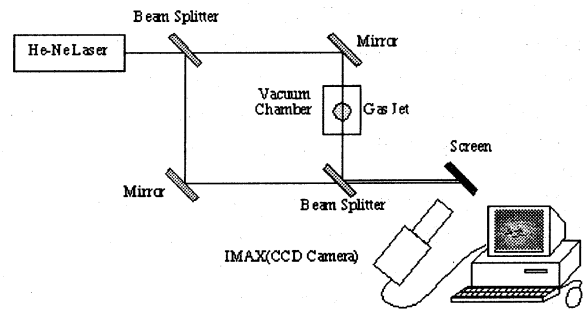 Beam Splitter
He-Ne Laser
Mirror
Vacuum
Chamber
Gas Jet
Screen
Mirror
Beam Splitter
IMAX(CCD Camera)